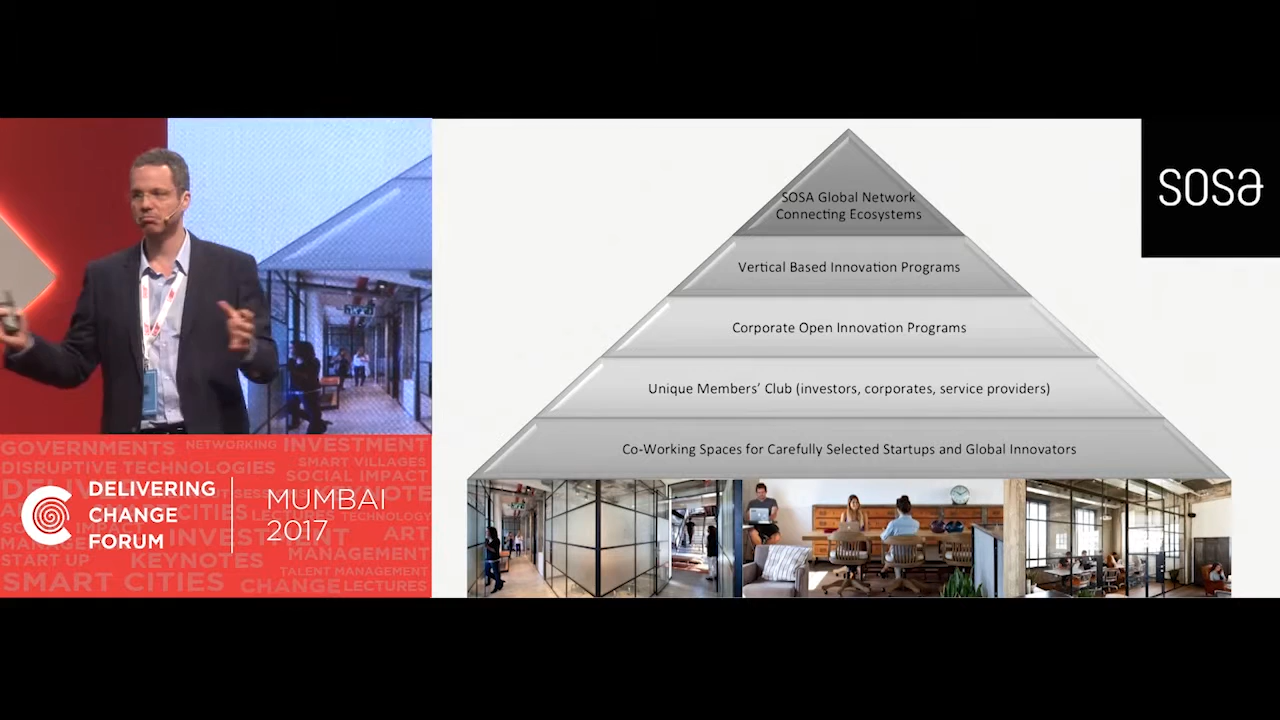 SOSA Global Network
Connecting Ecosystems
Vertical Based Innovation Programs
Corporate Open Innovation Programs
Unique Members' Club (investors, corporates, service providers)
Co-Working Spaces for Carefully Selected Startups and Global Innovators
sosa
DELIVERING
CHANGE
FORUM
MUMBAI
2017
GOVERNMENTS NETWORKING INVESTMENT
DISRUPTIVE TECHNOLOGIES SMART VILLAGES
SOCIAL IMPACT
CITIES LECTURES TECHNOLOGY
IMPACT INVESTMENT ART
MANAGEMENT
START UP KEYNOTES TALENT MANAGEMENT
SMART CITIES CHANGE LECTURES